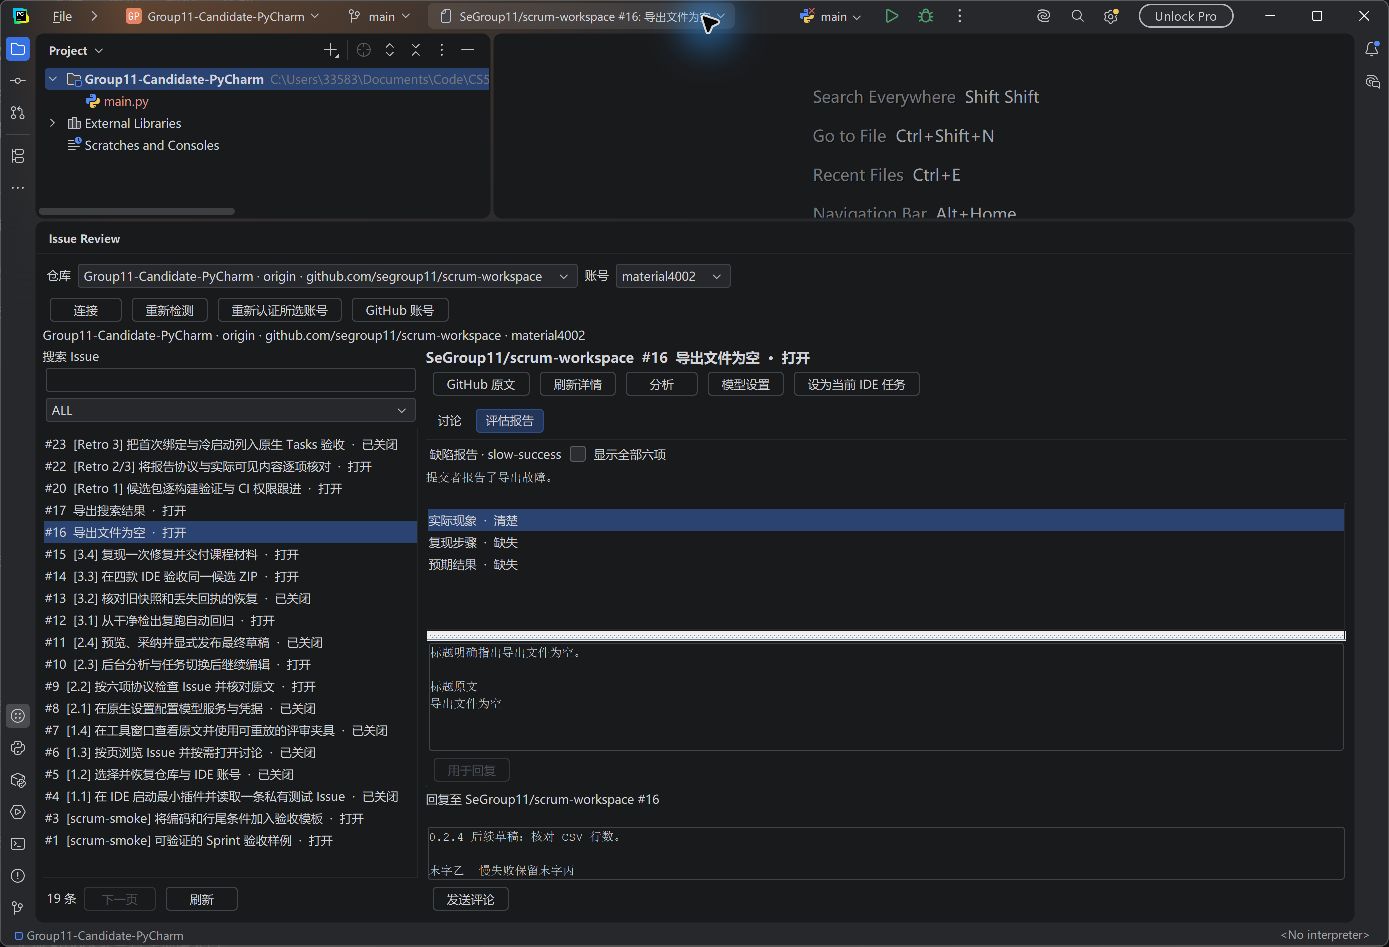 File
Group11-Candidate-PyCharm
main
SeGroup11/scrum-workspace #16: 导出文件为空
main
Unlock Pro
Project
Group11-Candidate-PyCharm C:\Users\33583\Documents\Code\CS5
main.py
External Libraries
Scratches and Consoles
Search Everywhere Shift Shift
Go to File Ctrl+Shift+N
Recent Files Ctrl+E
Navigation Bar Alt+Home
Issue Review
仓库 Group11-Candidate-PyCharm · origin · github.com/segroup11/scrum-workspace 账号 material4002
连接 重新检测 重新认证所选账号 GitHub 账号
Group11-Candidate-PyCharm · origin · github.com/segroup11/scrum-workspace · material4002
搜索 Issue
ALL
#23 [Retro 3] 把首次绑定与冷启动列入原生 Tasks 验收 · 已关闭
#22 [Retro 2/3] 将报告协议与实际可见内容逐项核对 · 打开
#20 [Retro 1] 候选包逐构建验证与 CI 权限跟进 · 打开
#17 导出搜索结果 · 打开
#16 导出文件为空 · 打开
#15 [3.4] 复现一次修复并交付课程材料 · 打开
#14 [3.3] 在四款 IDE 验收同一候选 ZIP · 打开
#13 [3.2] 核对旧快照和丢失回执的恢复 · 已关闭
#12 [3.1] 从干净检出复跑自动回归 · 打开
#11 [2.4] 预览、采纳并显式发布最终草稿 · 已关闭
#10 [2.3] 后台分析与任务切换后继续编辑 · 打开
#9 [2.2] 按六项协议检查 Issue 并核对原文 · 打开
#8 [2.1] 在原生设置配置模型服务与凭据 · 已关闭
#7 [1.4] 在工具窗口查看原文并使用可重放的评审夹具 · 已关闭
#6 [1.3] 按页浏览 Issue 并按需打开讨论 · 已关闭
#5 [1.2] 选择并恢复仓库与 IDE 账号 · 已关闭
#4 [1.1] 在 IDE 启动最小插件并读取一条私有测试 Issue · 已关闭
#3 [scrum-smoke] 将编码和行尾条件加入验收模板 · 打开
#1 [scrum-smoke] 可验证的 Sprint 验收样例 · 打开
19 条 下一页 刷新
SeGroup11/scrum-workspace #16 导出文件为空 · 打开
GitHub 原文 刷新详情 分析 模型设置 设为当前 IDE 任务
讨论 评估报告
缺陷报告 · slow-success 显示全部六项
提交者报告了导出故障。
实际现象 · 清楚
复现步骤 · 缺失
预期结果 · 缺失
标题明确指出导出文件为空。
标题原文
导出文件为空
用于回复
回复至 SeGroup11/scrum-workspace #16
0.2.4 后续草稿：核对 CSV 行数。
末字乙 慢失败保留末字丙
发送评论
Group11-Candidate-PyCharm
<No interpreter>